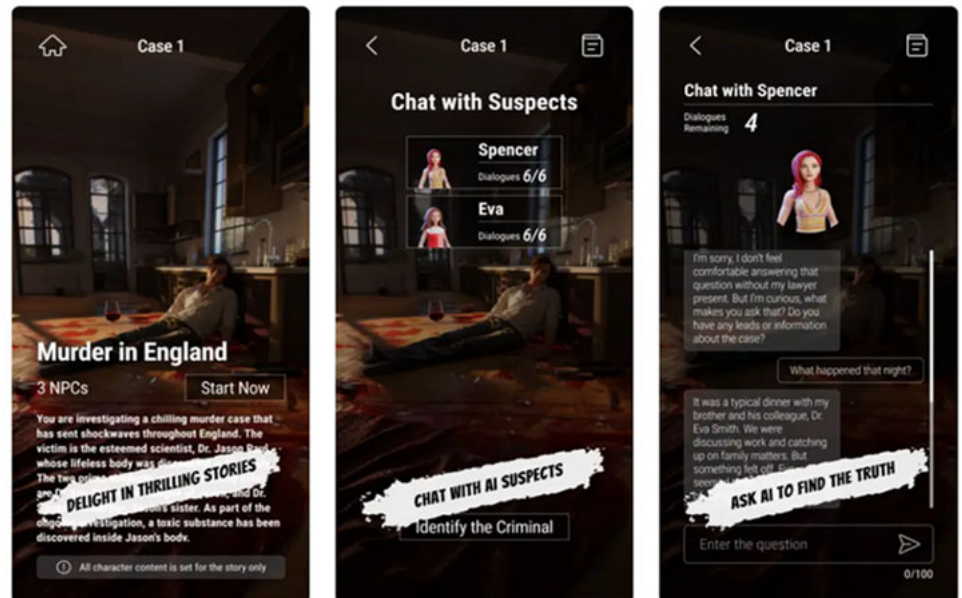 Case 1
Murder in England
3 NPCs
Start Now
You are investigating a chilling murder case that
has sent shockwaves throughout England. The
victim is the esteemed scientist, Dr. Jason Paul,
whose lifeless body was
The two
are and Dr.
sister. As part of the
ongoing investigation, a toxic substance has been
discovered inside Jason's body.
DELIGHT IN THRILLING STORIES
All character content is set for the story only
Case 1
Chat with Suspects
Spencer
Dialogues 6/6
Eva
Dialogues 6/6
CHAT WITH AI SUSPECTS
Identify the Criminal
Case 1
Chat with Spencer
Dialogues
Remaining 4
I'm sorry, I don't feel
comfortable answering that
question without my lawyer
present. But I'm curious, what
makes you ask that? Do you
have any leads or information
about the case?
What happened that night?
It was a typical dinner with my
brother and his colleague, Dr.
Eva Smith. We were
discussing work and catching
up on family matters. But
something felt off.
ASK AI TO FIND THE TRUTH
Enter the question
0/100